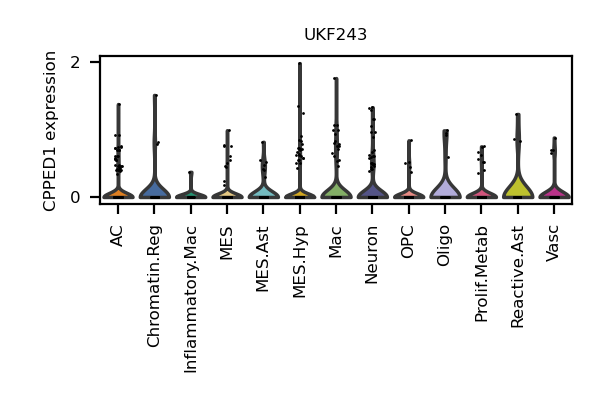 UKF243
CPPED1 expression
2
0
AC
Chromatin.Reg
Inflammatory.Mac
MES
MES.Ast
MES.Hyp
Mac
Neuron
OPC
Oligo
Prolif.Metab
Reactive.Ast
Vasc